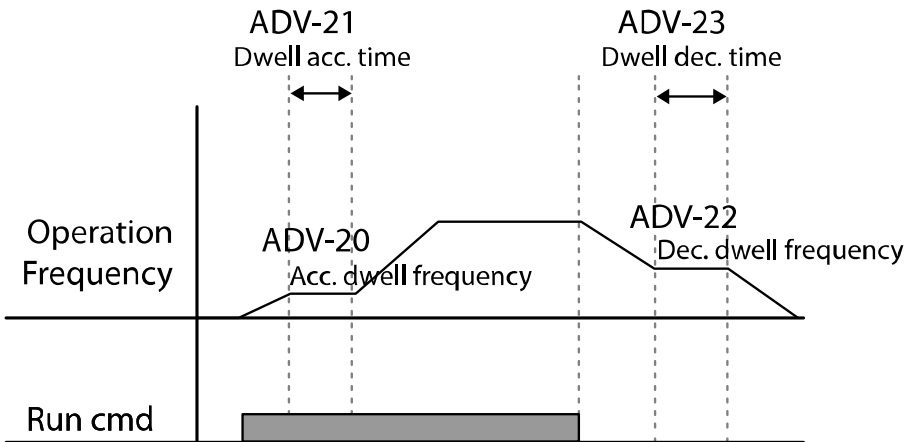 ADV-21
Dwell acc. time
ADV-23
Dwell dec. time
Operation
Frequency
ADV-20
Acc. dwell frequency
ADV-22
Dec. dwell frequency
Run cmd